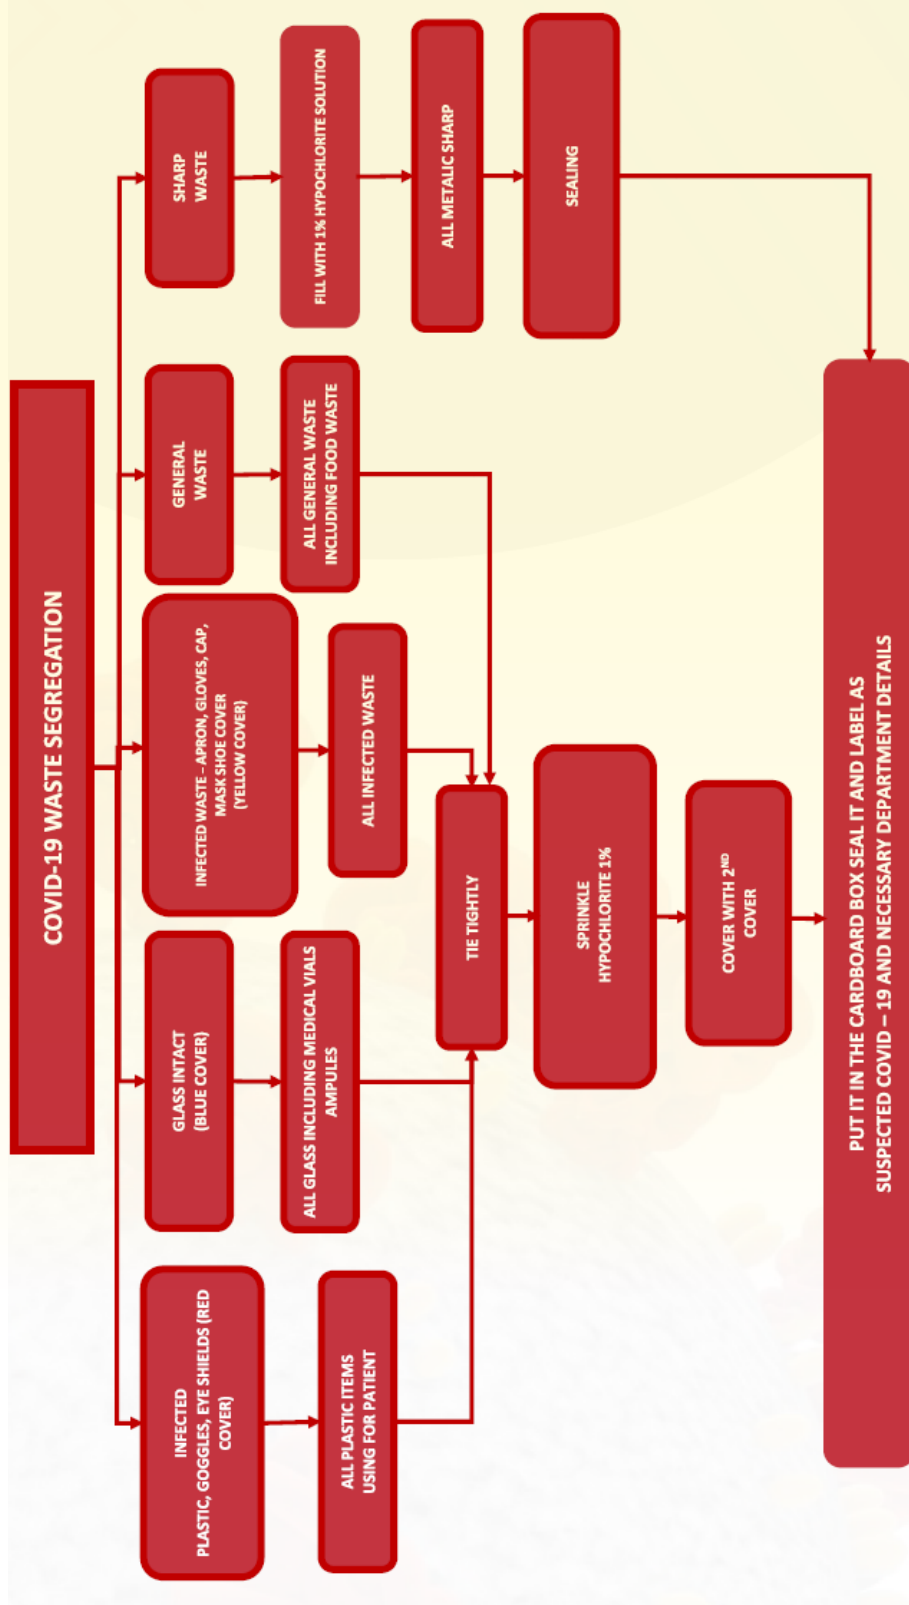 COVID-19 WASTE SEGREGATION
INFECTED
PLASTIC, GOGGLES, EYE SHIELDS (RED
COVER)
GLASS INTACT
(BLUE COVER)
INFECTED WASTE – APRON, GLOVES, CAP,
MASK SHOE COVER
(YELLOW COVER)
GENERAL
WASTE
SHARP
WASTE
ALL PLASTIC ITEMS
USING FOR PATIENT
ALL GLASS INCLUDING MEDICAL VIALS
AMPULES
ALL INFECTED WASTE
ALL GENERAL WASTE
INCLUDING FOOD WASTE
FILL WITH 1% HYPOCHLORITE SOLUTION
ALL METALIC SHARP
SEALING
TIE TIGHTLY
SPRINKLE
HYPOCHLORITE 1%
COVER WITH 2ND
COVER
PUT IT IN THE CARDBOARD BOX SEAL IT AND LABEL AS
SUSPECTED COVID – 19 AND NECESSARY DEPARTMENT DETAILS